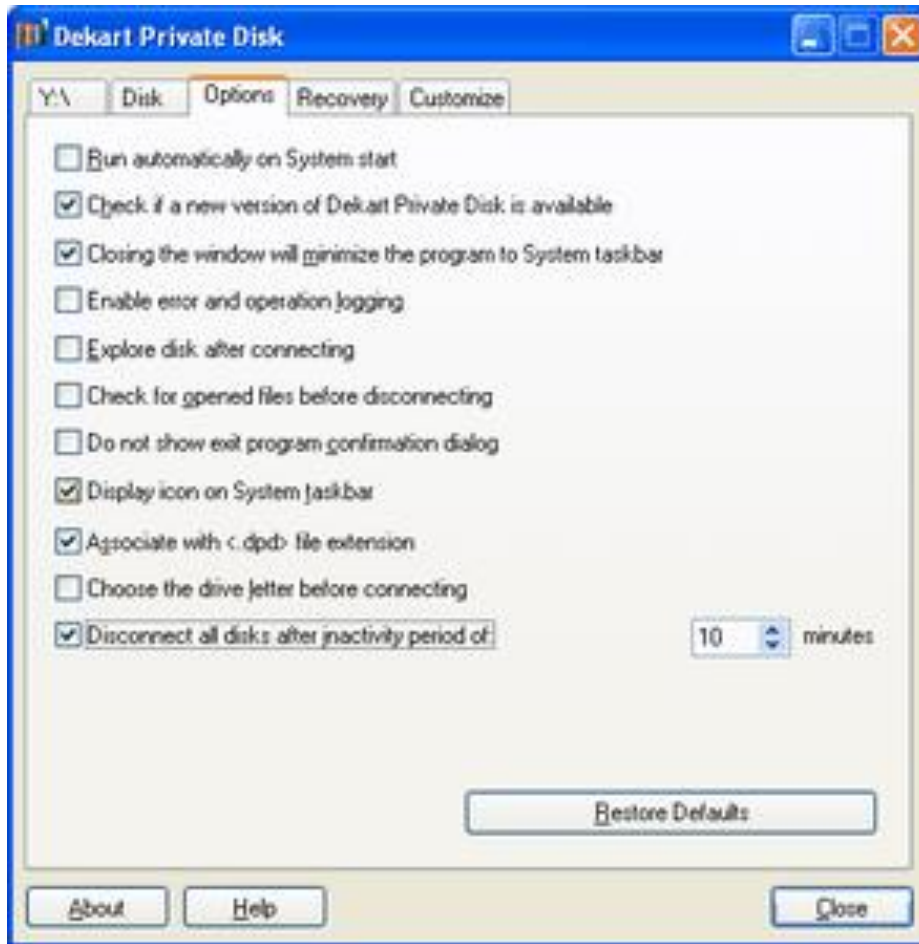 Dekart Private Disk
Y:\ Disk Options Recovery Customize
Run automatically on System start
Check if a new version of Dekart Private Disk is available
Closing the window will minimize the program to System taskbar
Enable error and operation logging
Explore disk after connecting
Check for opened files before disconnecting
Do not show exit program confirmation dialog
Display icon on System taskbar
Associate with <.dpd> file extension
Choose the drive letter before connecting
Disconnect all disks after inactivity period of: 10 minutes
Restore Defaults
About Help Close